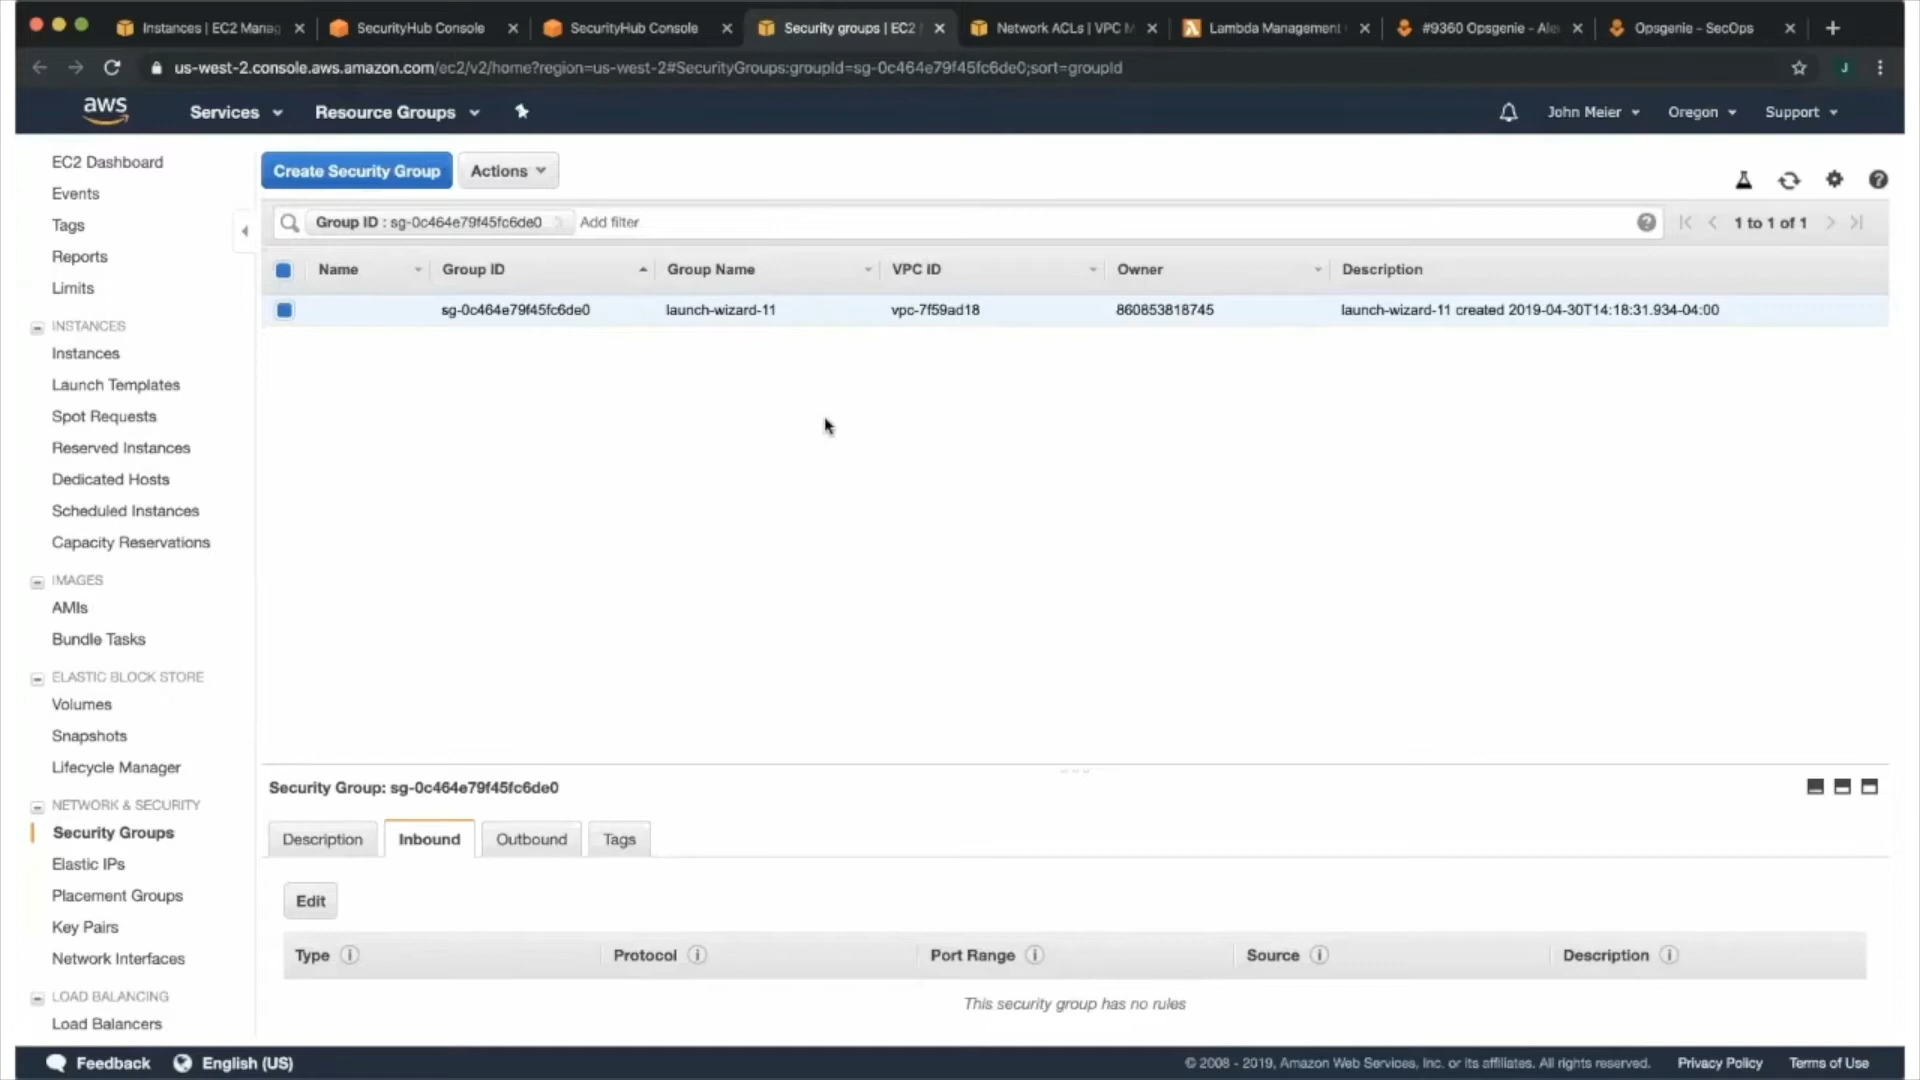 Instances | EC2 Manag
SecurityHub Console
SecurityHub Console
Security groups | EC2
Network ACLs | VPC M
Lambda Management
#9360 Opsgenie - Ale
Opsgenie - SecOps
us-west-2.console.aws.amazon.com/ec2/v2/home?region=us-west-2#SecurityGroups:groupId=sg-0c464e79f45fc6de0;sort=groupId
J
aws
Services
Resource Groups
John Meier
Oregon
Support
EC2 Dashboard
Events
Tags
Reports
Limits
INSTANCES
Instances
Launch Templates
Spot Requests
Reserved Instances
Dedicated Hosts
Scheduled Instances
Capacity Reservations
IMAGES
AMIs
Bundle Tasks
ELASTIC BLOCK STORE
Volumes
Snapshots
Lifecycle Manager
NETWORK & SECURITY
Security Groups
Elastic IPs
Placement Groups
Key Pairs
Network Interfaces
LOAD BALANCING
Load Balancers
Create Security Group
Actions
Group ID : sg-0c464e79f45fc6de0 Add filter
1 to 1 of 1
Name Group ID Group Name VPC ID Owner Description
sg-0c464e79f45fc6de0 launch-wizard-11 vpc-7f59ad18 860853818745 launch-wizard-11 created 2019-04-30T14:18:31.934-04:00
Security Group: sg-0c464e79f45fc6de0
Description Inbound Outbound Tags
Edit
Type Protocol Port Range Source Description
This security group has no rules
Feedback
English (US)
© 2008 - 2019, Amazon Web Services, Inc. or its affiliates. All rights reserved.
Privacy Policy
Terms of Use